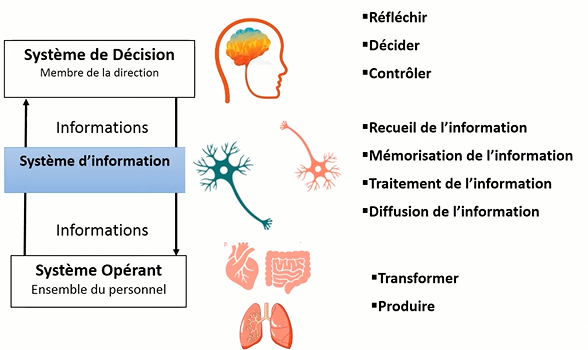 Système de Décision
Membre de la direction
Informations
Système d’information
Informations
Système Opérant
Ensemble du personnel
▪Réfléchir
▪Décider
▪Contrôler
▪Recueil de l’information
▪Mémorisation de l’information
▪Traitement de l’information
▪Diffusion de l’information
▪Transformer
▪Produire